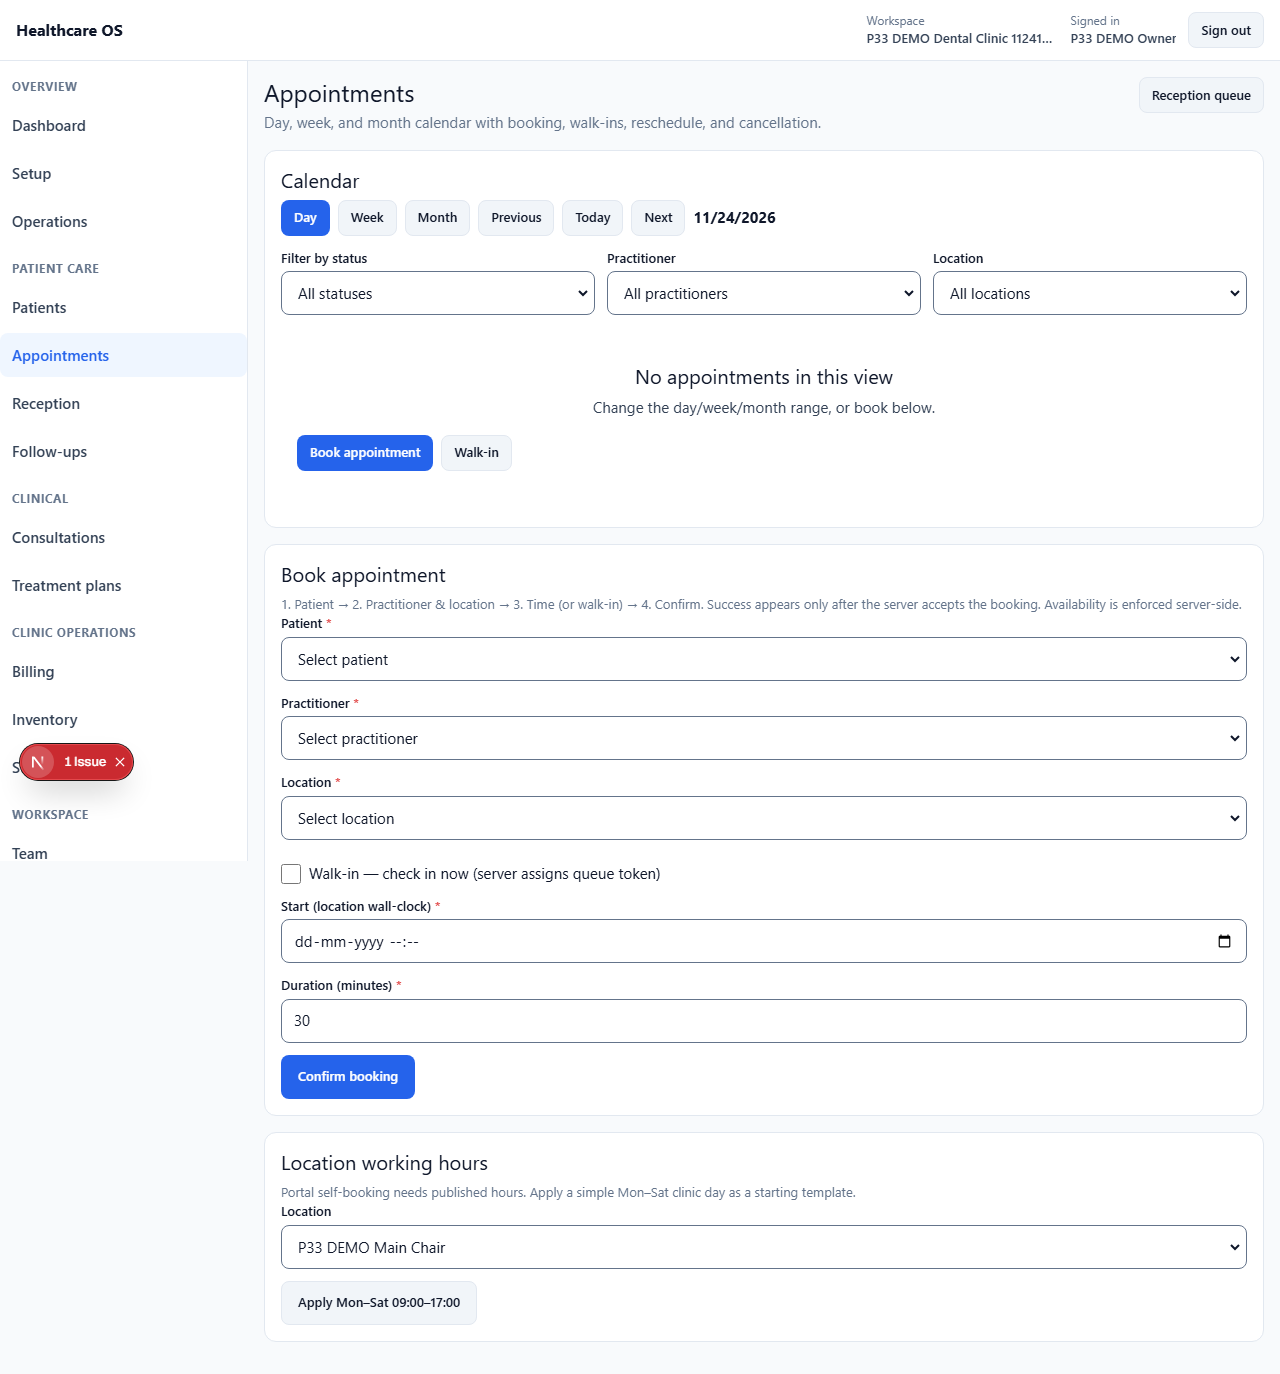 Healthcare OS
Workspace
P33 DEMO Dental Clinic 11241...
Signed in
P33 DEMO Owner
Sign out
OVERVIEW
Dashboard
Setup
Operations
PATIENT CARE
Patients
Appointments
Reception
Follow-ups
CLINICAL
Consultations
Treatment plans
CLINIC OPERATIONS
Billing
Inventory
S
1 Issue
WORKSPACE
Team
Appointments
Day, week, and month calendar with booking, walk-ins, reschedule, and cancellation.
Reception queue
Calendar
Day Week Month Previous Today Next 11/24/2026
Filter by status
All statuses
Practitioner
All practitioners
Location
All locations
No appointments in this view
Change the day/week/month range, or book below.
Book appointment Walk-in
Book appointment
1. Patient → 2. Practitioner & location → 3. Time (or walk-in) → 4. Confirm. Success appears only after the server accepts the booking. Availability is enforced server-side.
Patient *
Select patient
Practitioner *
Select practitioner
Location *
Select location
Walk-in — check in now (server assigns queue token)
Start (location wall-clock) *
dd-mm-yyyy --:--
Duration (minutes) *
30
Confirm booking
Location working hours
Portal self-booking needs published hours. Apply a simple Mon–Sat clinic day as a starting template.
Location
P33 DEMO Main Chair
Apply Mon–Sat 09:00–17:00